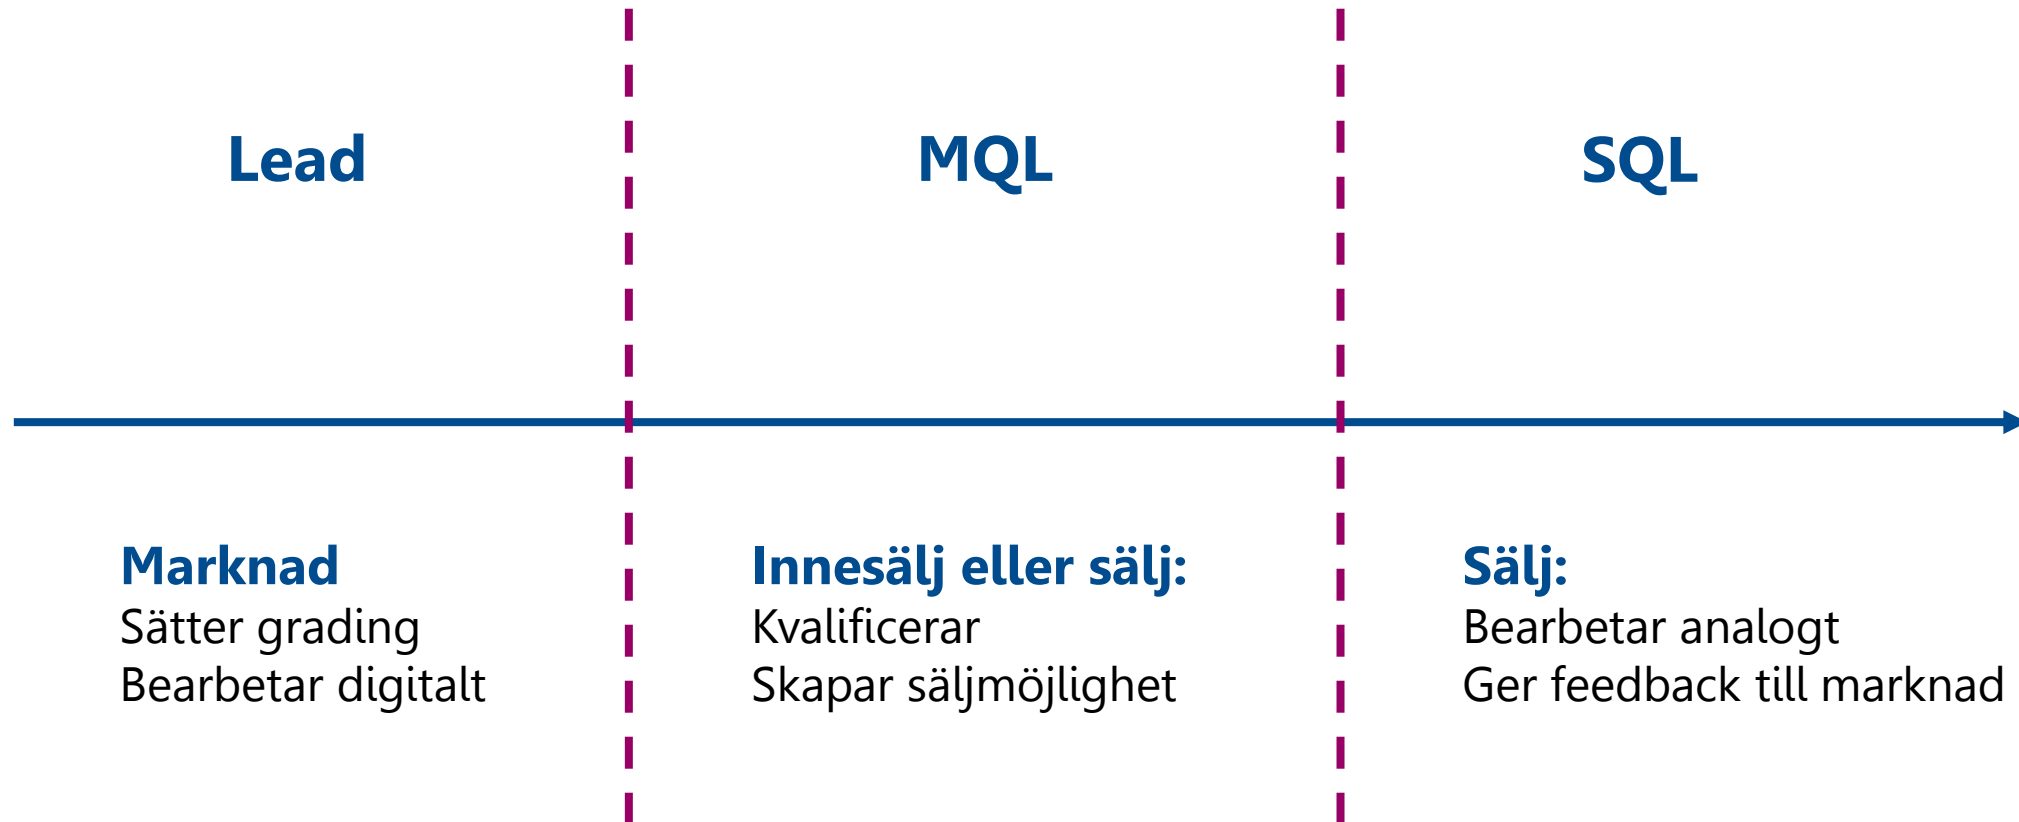 Lead
MQL
SQL
Marknad
Sätter grading
Bearbetar digitalt
Innesälj eller sälj:
Kvalificerar
Skapar säljmöjlighet
Sälj:
Bearbetar analogt
Ger feedback till marknad